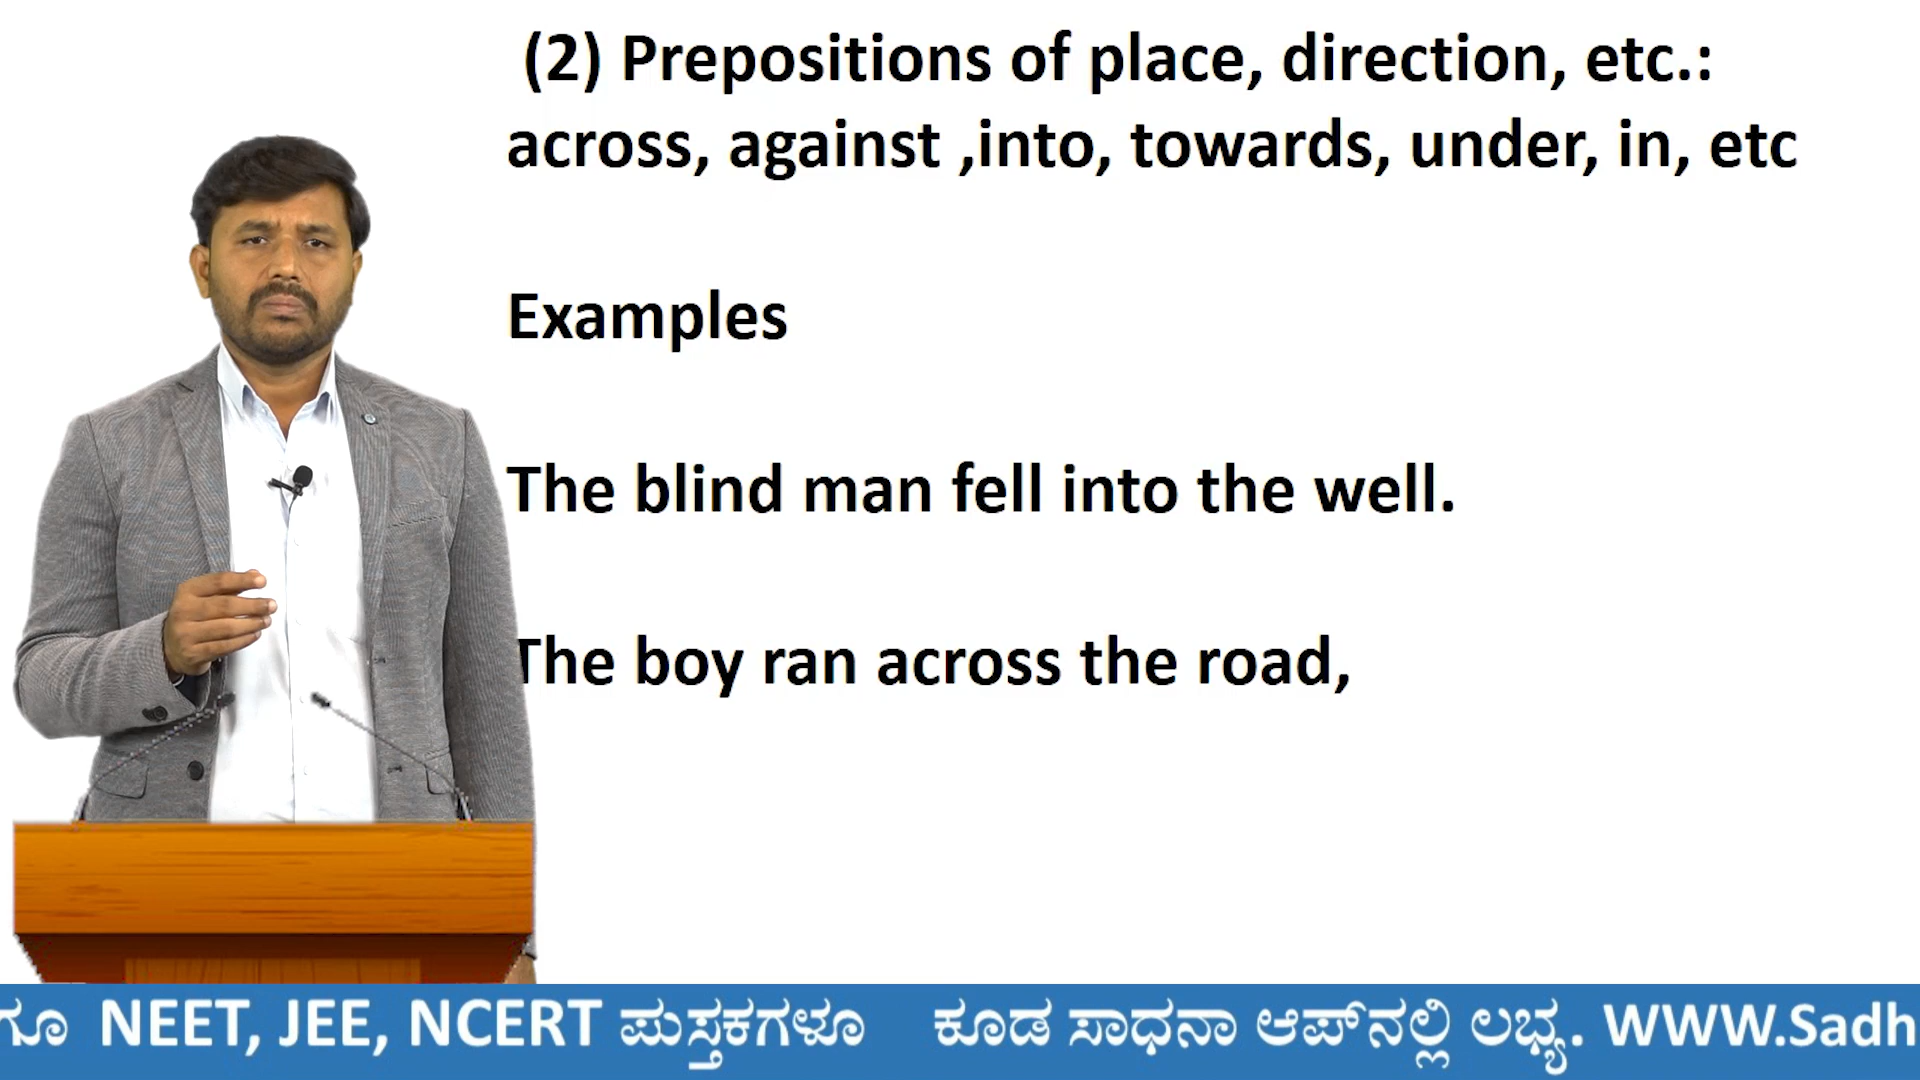 (2) Prepositions of place, direction, etc.:
across, against ,into, towards, under, in, etc
Examples
The blind man fell into the well.
The boy ran across the road,
NEET, JEE, NCERT ಪುಸ್ತಕಗಳೂ ಕೂಡ ಸಾಧನಾ ಆಪ್‌ನಲ್ಲಿ ಲಭ್ಯ. WWW.Sadh